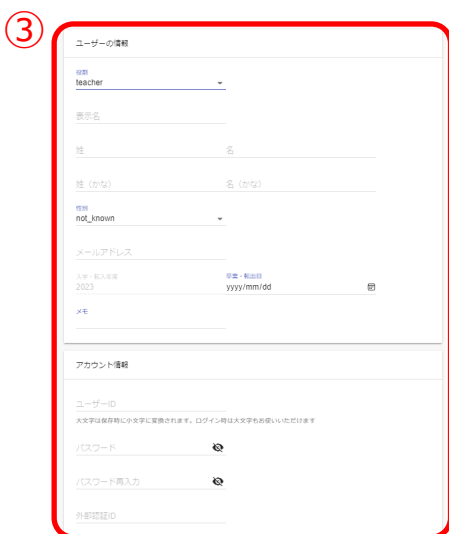 ③
ユーザーの情報
役割
teacher
表示名
姓 名
姓（かな） 名（かな）
性別
not_known
メールアドレス
入学・転入年度 卒業・転出日
2023 yyyy/mm/dd
メモ
アカウント情報
ユーザーID
大文字は保存時に小文字に変換されます。ログイン時は大文字もお使いいただけます
パスワード
パスワード再入力
外部認証ID